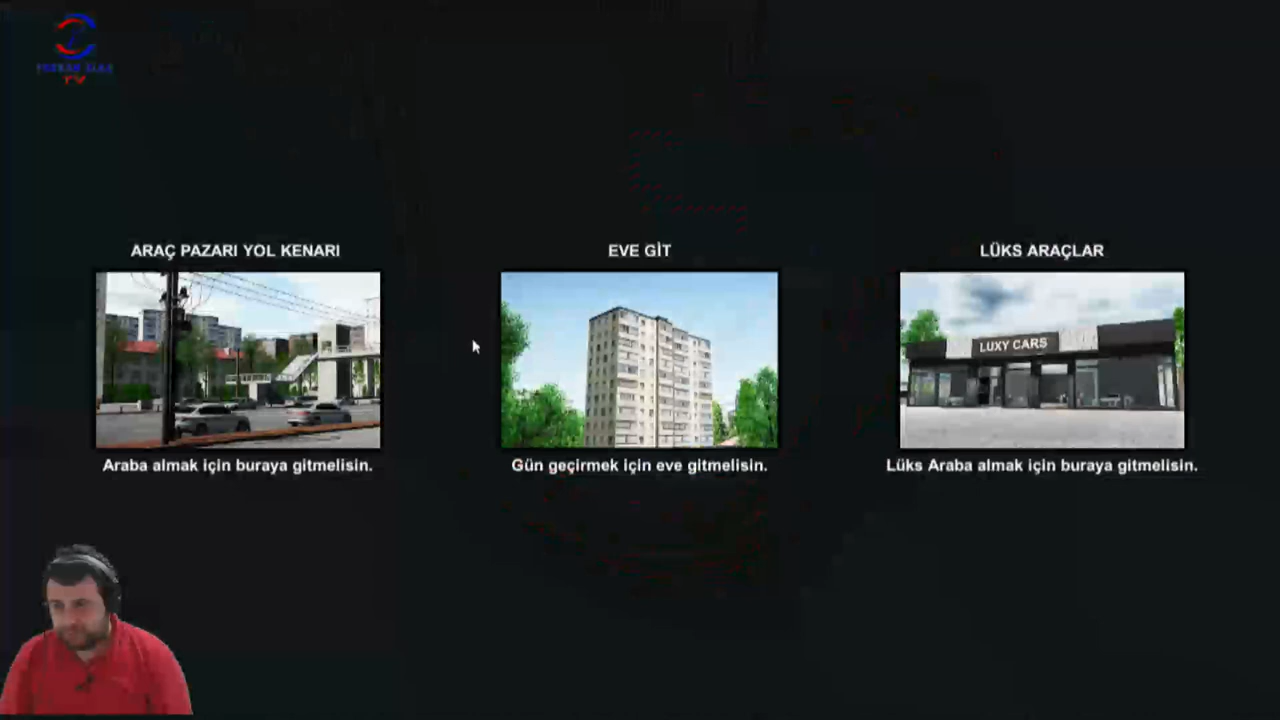 ARAÇ PAZARI YOL KENARI
EVE GİT
LÜKS ARAÇLAR
LUXY CARS
Araba almak için buraya gitmelisin.
Gün geçirmek için eve gitmelisin.
Lüks Araba almak için buraya gitmelisin.
TV